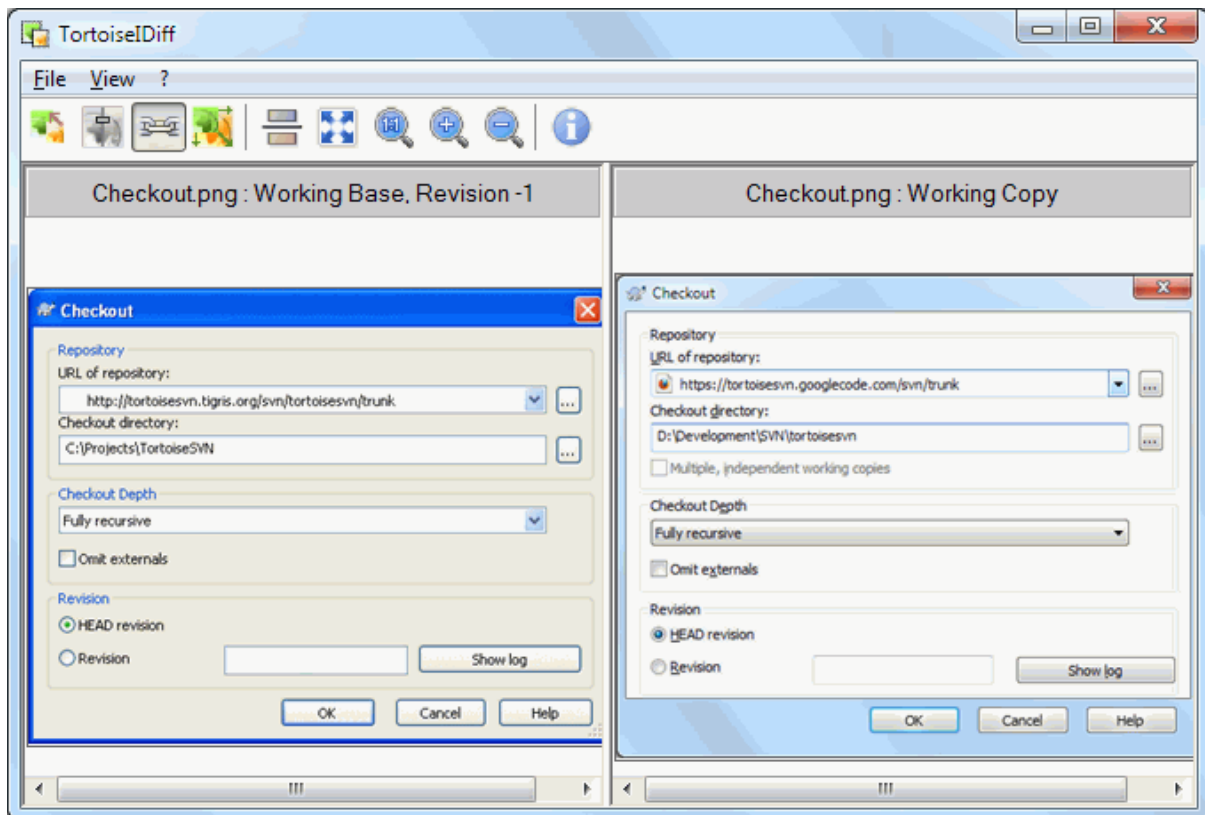 TortoiseIDiff
File View ?
1:1
Checkout.png : Working Base, Revision -1
Checkout
Repository
URL of repository:
http://tortoisesvn.tigris.org/svn/tortoisesvn/trunk
...
Checkout directory:
C:\Projects\TortoiseSVN
...
Checkout Depth
Fully recursive
Omit externals
Revision
HEAD revision
Revision
Show log
OK Cancel Help
Checkout.png : Working Copy
Checkout
Repository
URL of repository:
https://tortoisesvn.googlecode.com/svn/trunk
...
Checkout directory:
D:\Development\SVN\tortoisesvn
...
Multiple, independent working copies
Checkout Depth
Fully recursive
Omit externals
Revision
HEAD revision
Revision
Show log
OK Cancel Help